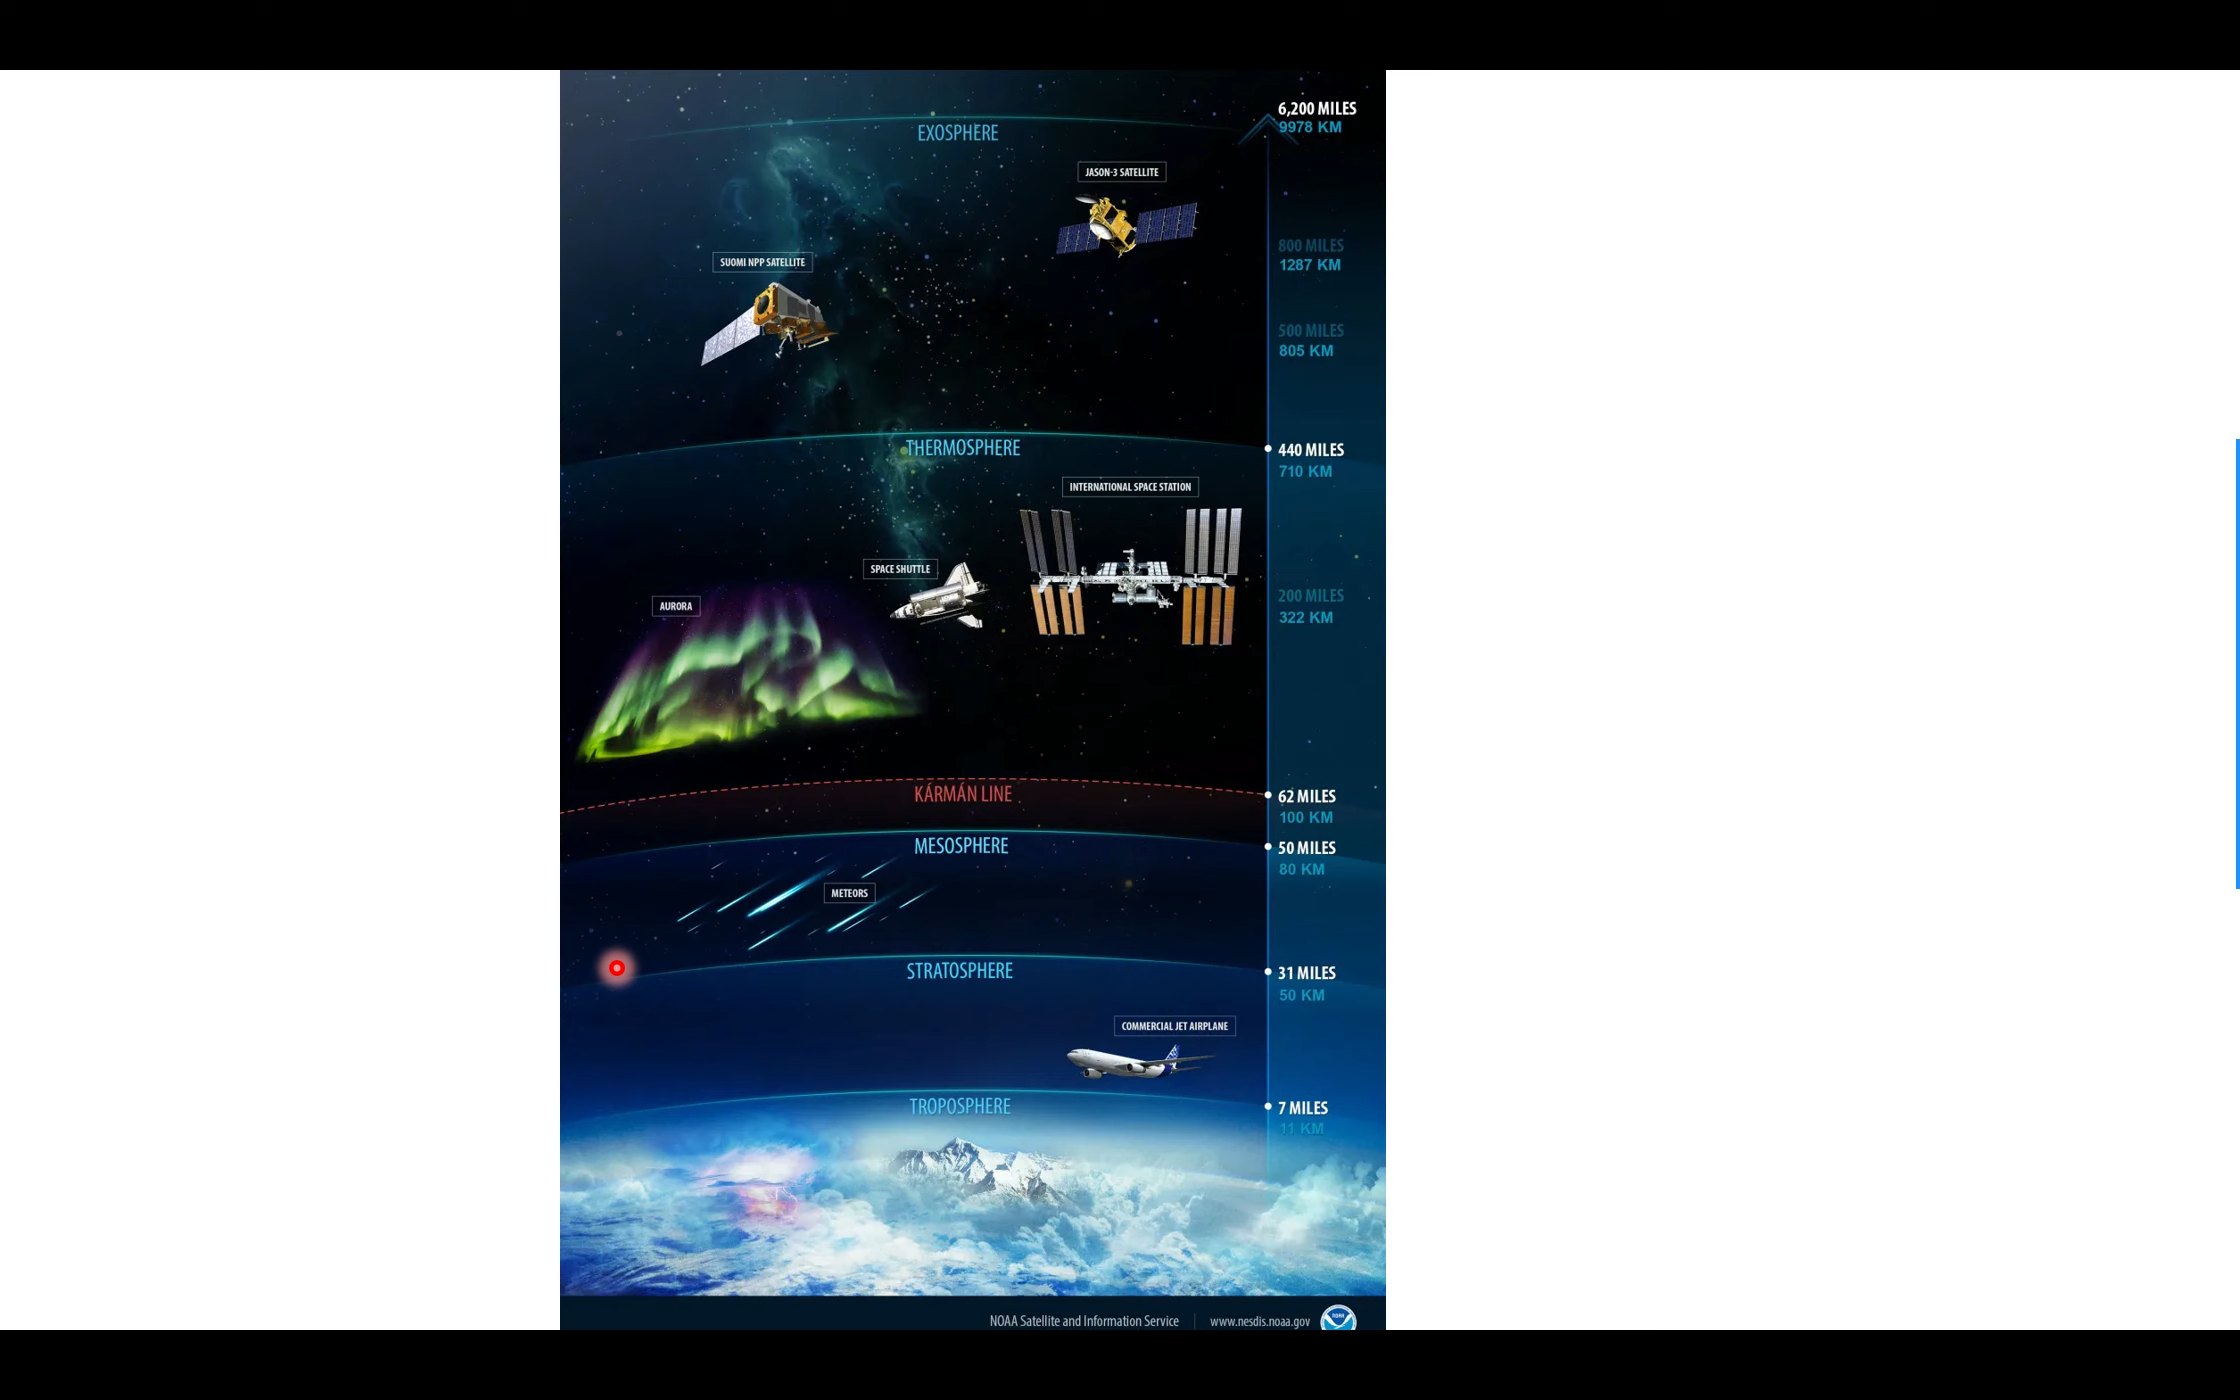 6,200 MILES
9978 KM
EXOSPHERE
JASON-3 SATELLITE
800 MILES
1287 KM
SUOMI NPP SATELLITE
500 MILES
805 KM
THERMOSPHERE
440 MILES
710 KM
INTERNATIONAL SPACE STATION
SPACE SHUTTLE
200 MILES
322 KM
AURORA
KÁRMÁN LINE
62 MILES
100 KM
MESOSPHERE
50 MILES
80 KM
METEORS
STRATOSPHERE
31 MILES
50 KM
COMMERCIAL JET AIRPLANE
TROPOSPHERE
7 MILES
11 KM
NOAA Satellite and Information Service
www.nesdis.noaa.gov
NOAA